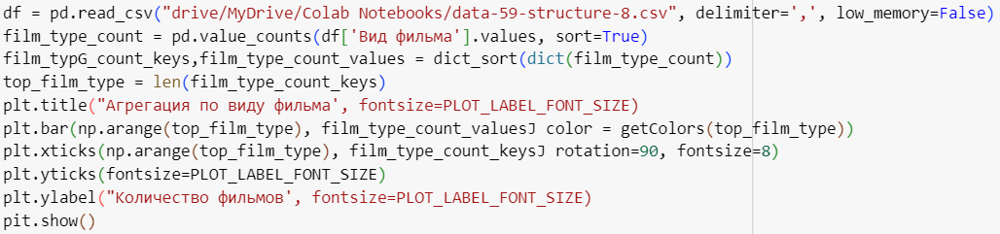 df = pd.read_csv("drive/MyDrive/Colab Notebooks/data-59-structure-8.csv", delimiter=',', low_memory=False)
film_type_count = pd.value_counts(df['Вид фильма'].values, sort=True)
film_typG_count_keys,film_type_count_values = dict_sort(dict(film_type_count))
top_film_type = len(film_type_count_keys)
plt.title("Агрегация по виду фильма', fontsize=PLOT_LABEL_FONT_SIZE)
plt.bar(np.arange(top_film_type), film_type_count_valuesJ color = getColors(top_film_type))
plt.xticks(np.arange(top_film_type), film_type_count_keysJ rotation=90, fontsize=8)
plt.yticks(fontsize=PLOT_LABEL_FONT_SIZE)
plt.ylabel("Количество фильмов', fontsize=PLOT_LABEL_FONT_SIZE)
pit.show()